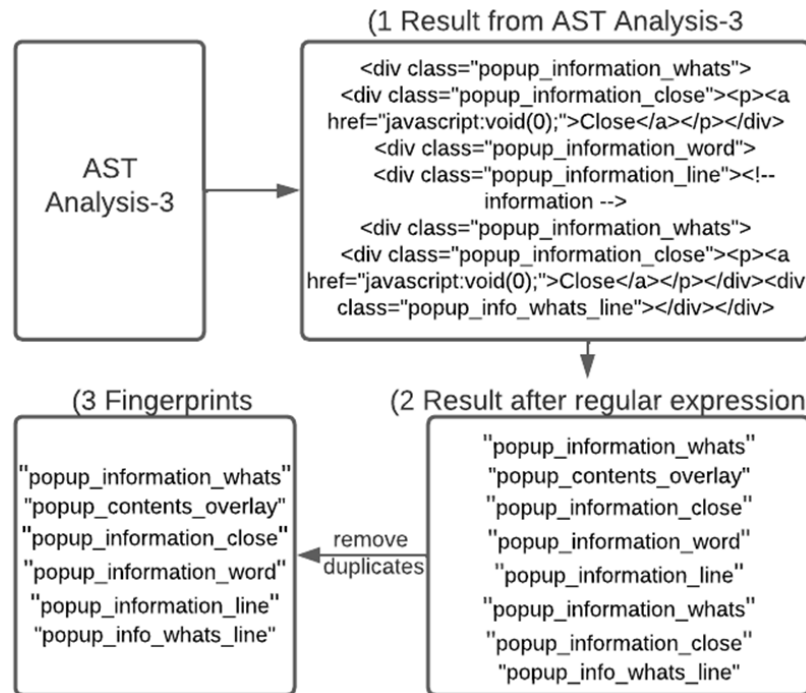 (1 Result from AST Analysis-3
AST
Analysis-3
<div class="popup_information_whats">
<div class="popup_information_close"><p><a
href="javascript:void(0);">Close</a></p></div>
<div class="popup_information_word">
<div class="popup_information_line"><!--
information -->
<div class="popup_information_whats">
<div class="popup_information_close"><p><a
href="javascript:void(0);">Close</a></p></div><div
class="popup_info_whats_line"></div></div>
(2 Result after regular expression
"popup_information_whats"
"popup_contents_overlay"
"popup_information_close"
"popup_information_word"
"popup_information_line"
"popup_information_whats"
"popup_information_close"
"popup_info_whats_line"
remove
duplicates
(3 Fingerprints
"popup_information_whats"
"popup_contents_overlay"
"popup_information_close"
"popup_information_word"
"popup_information_line"
"popup_info_whats_line"